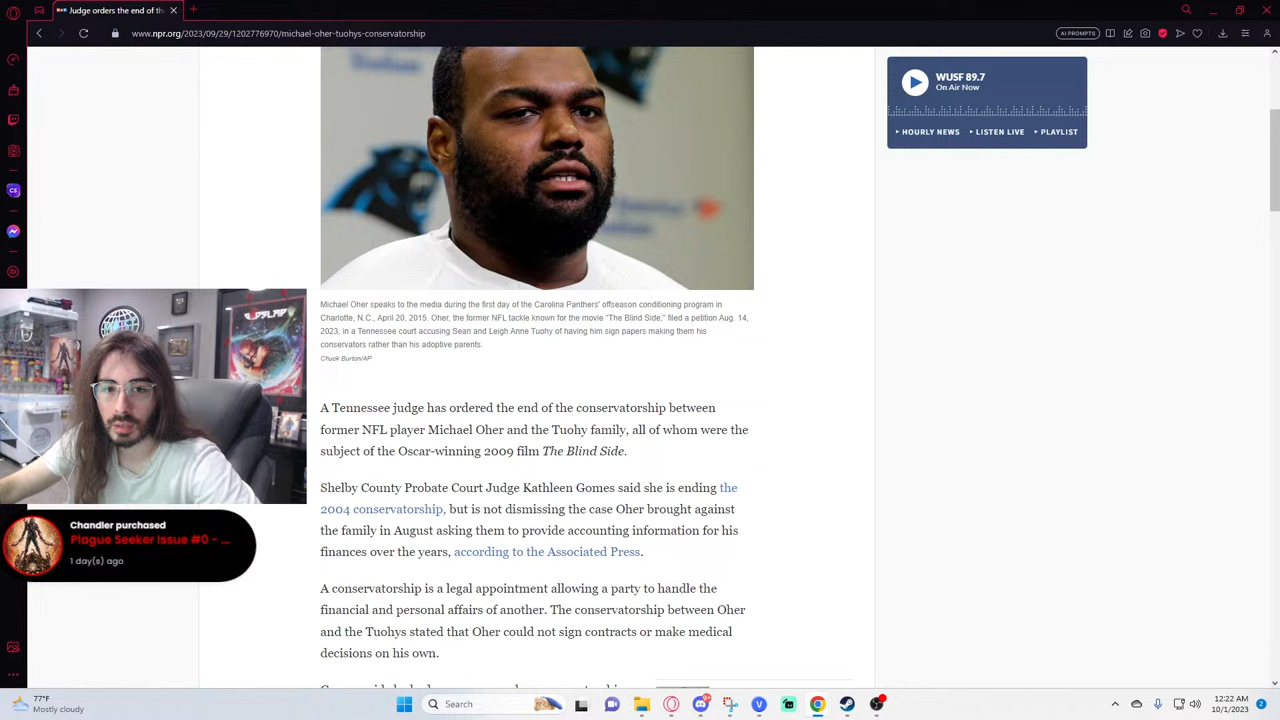 Judge orders the end of the
www.npr.org/2023/09/29/1202776970/michael-oher-tuohys-conservatorship
AI PROMPTS
WUSF 89.7
On Air Now
HOURLY NEWS
LISTEN LIVE
PLAYLIST
Michael Oher speaks to the media during the first day of the Carolina Panthers' offseason conditioning program in
Charlotte, N.C., April 20, 2015. Oher, the former NFL tackle known for the movie "The Blind Side," filed a petition Aug. 14,
2023, in a Tennessee court accusing Sean and Leigh Anne Tuohy of having him sign papers making them his
conservators rather than his adoptive parents.
Chuck Burton/AP
A Tennessee judge has ordered the end of the conservatorship between
former NFL player Michael Oher and the Tuohy family, all of whom were the
subject of the Oscar-winning 2009 film The Blind Side.
Shelby County Probate Court Judge Kathleen Gomes said she is ending the
2004 conservatorship, but is not dismissing the case Oher brought against
the family in August asking them to provide accounting information for his
finances over the years, according to the Associated Press.
A conservatorship is a legal appointment allowing a party to handle the
financial and personal affairs of another. The conservatorship between Oher
and the Tuohys stated that Oher could not sign contracts or make medical
decisions on his own.
Chandler purchased
Plague Seeker Issue #0 - ...
1 day(s) ago
77°F
Mostly cloudy
Search
12:22 AM
10/1/2023